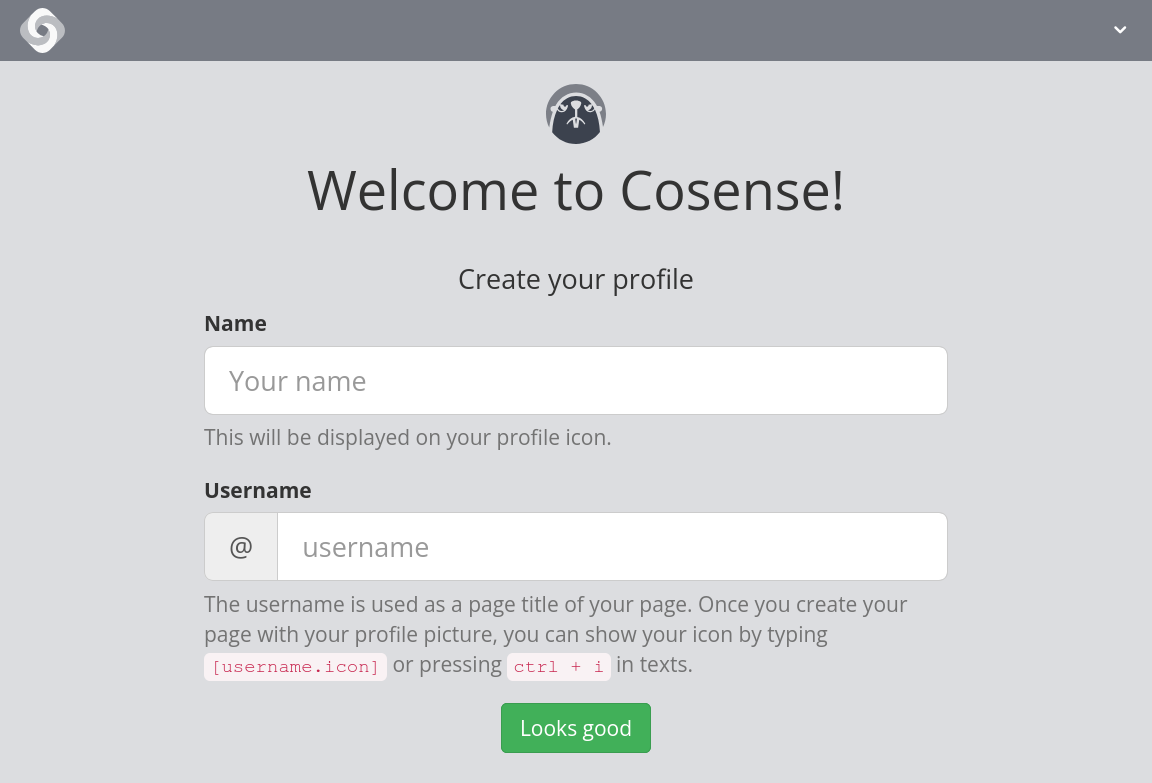 Welcome to Cosense!
Create your profile
Name
Your name
This will be displayed on your profile icon.
Username
@ username
The username is used as a page title of your page. Once you create your
page with your profile picture, you can show your icon by typing
[username.icon] or pressing ctrl + i in texts.
Looks good